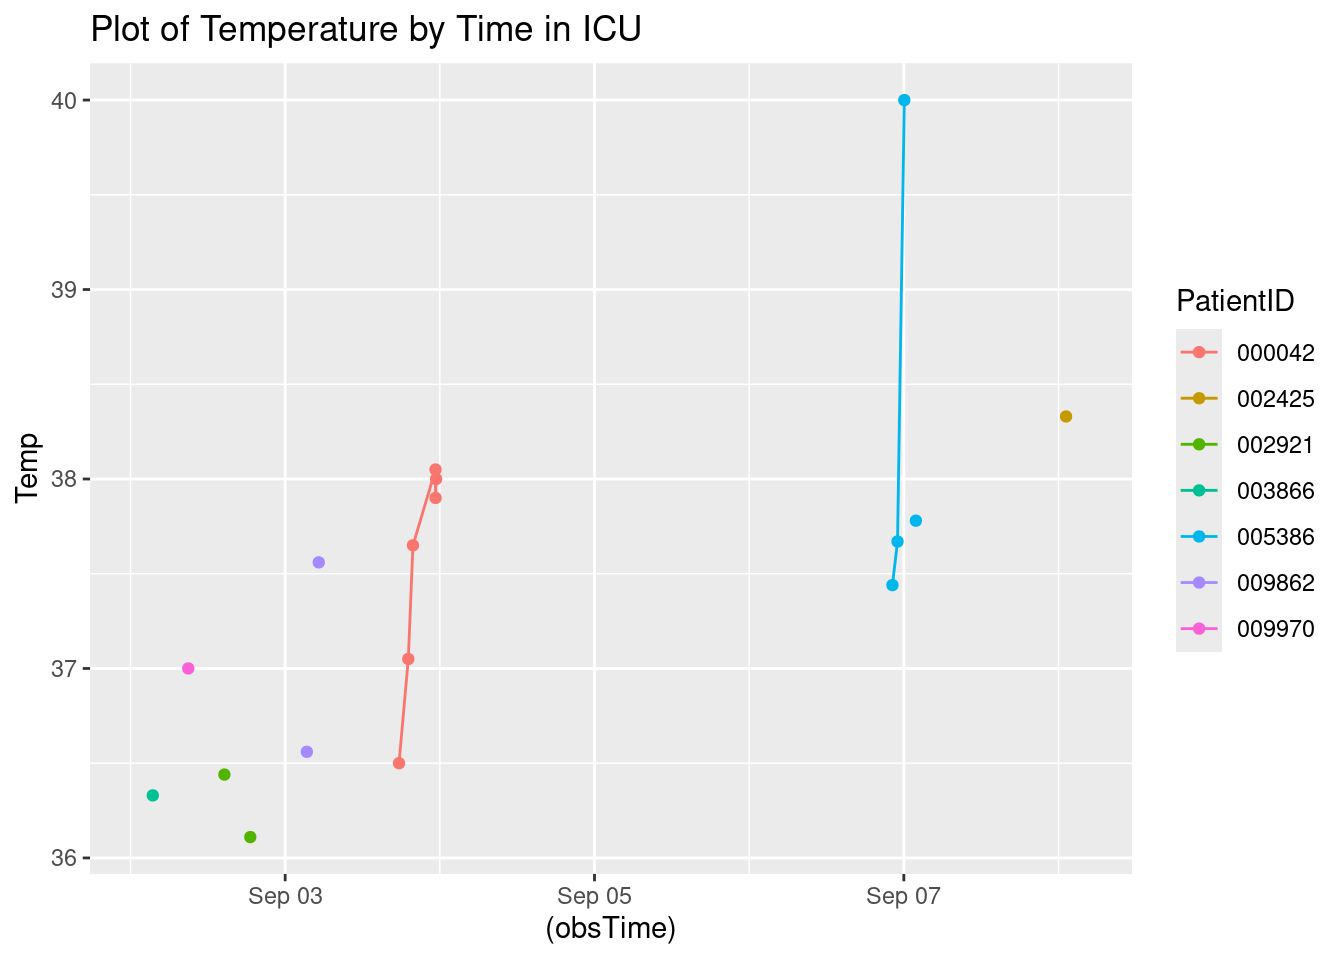 Plot of Temperature by Time in ICU
40
39
38
37
36
Temp
Sep 03
Sep 05
Sep 07
(obsTime)
PatientID
000042
002425
002921
003866
005386
009862
009970